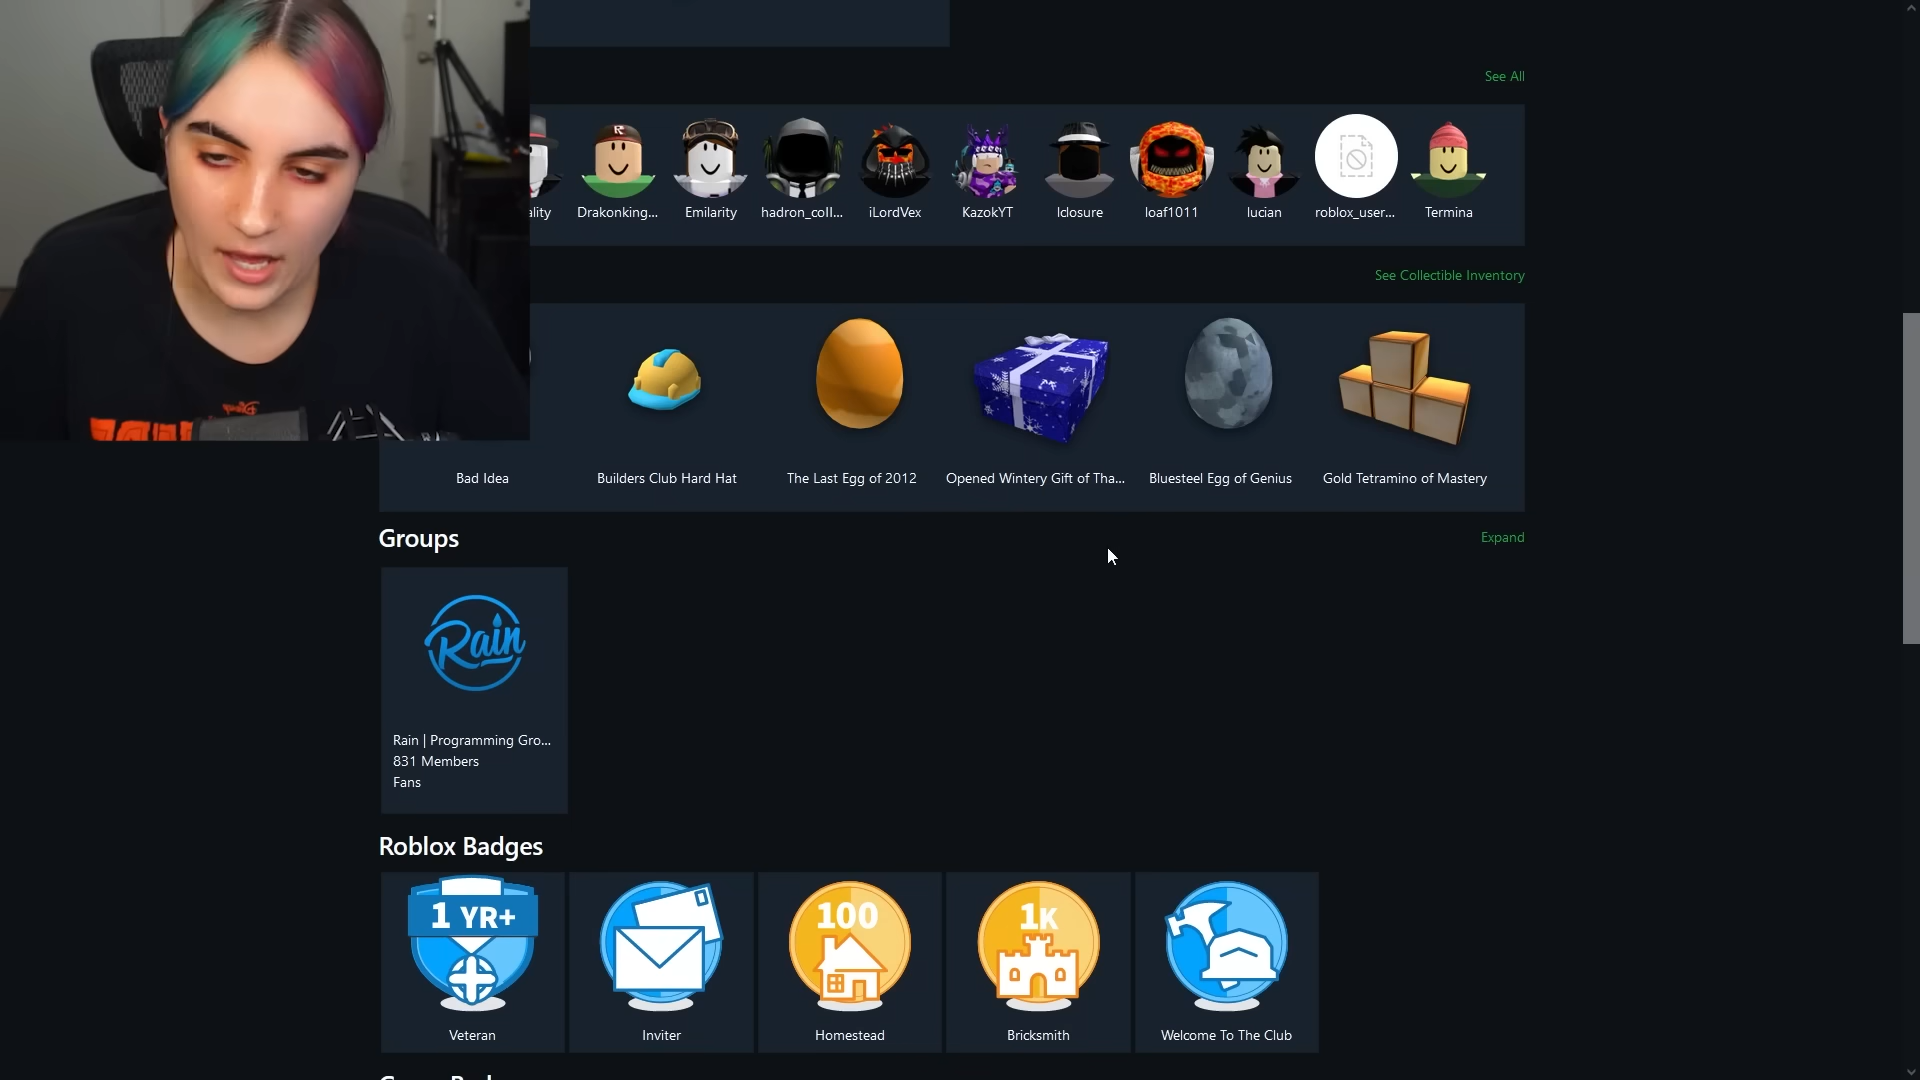 See All
ality
Drakonking...
Emilarity
hadron_coll...
iLordVex
KazokYT
lclosure
loaf1011
lucian
roblox_user...
Termina
See Collectible Inventory
Bad Idea
Builders Club Hard Hat
The Last Egg of 2012
Opened Wintery Gift of Tha...
Bluesteel Egg of Genius
Gold Tetramino of Mastery
Groups
Expand
Rain
Rain | Programming Gro...
831 Members
Fans
Roblox Badges
1 YR+
100
1K
Veteran
Inviter
Homestead
Bricksmith
Welcome To The Club